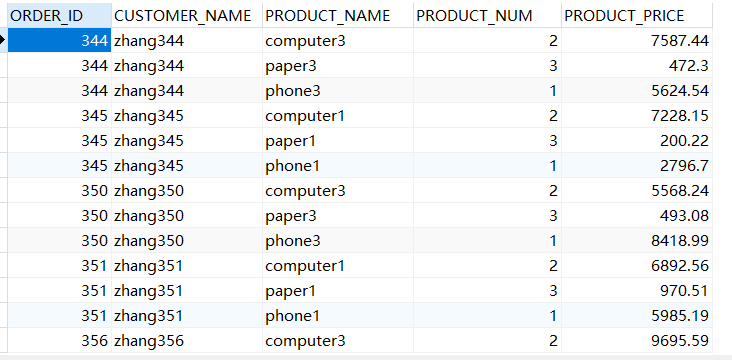 ORDER_ID CUSTOMER_NAME PRODUCT_NAME PRODUCT_NUM PRODUCT_PRICE
344 zhang344 computer3 2 7587.44
344 zhang344 paper3 3 472.3
344 zhang344 phone3 1 5624.54
345 zhang345 computer1 2 7228.15
345 zhang345 paper1 3 200.22
345 zhang345 phone1 1 2796.7
350 zhang350 computer3 2 5568.24
350 zhang350 paper3 3 493.08
350 zhang350 phone3 1 8418.99
351 zhang351 computer1 2 6892.56
351 zhang351 paper1 3 970.51
351 zhang351 phone1 1 5985.19
356 zhang356 computer3 2 9695.59